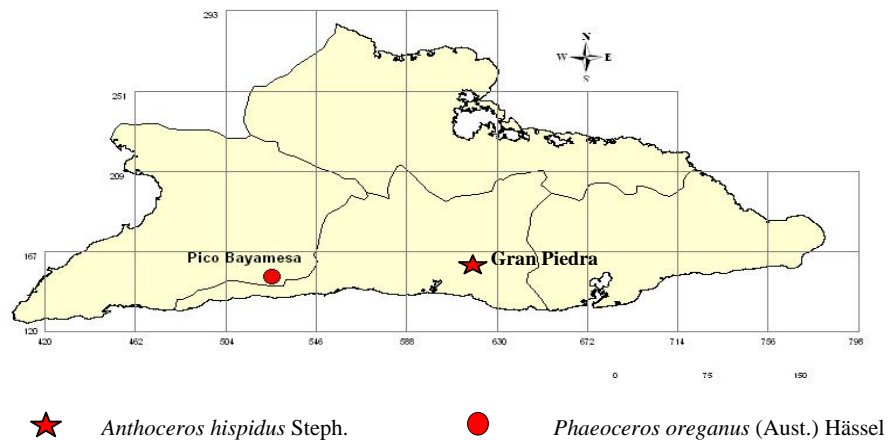 293
N
W E
S
251
209
167
Pico Bayamesa
Gran Piedra
120
420 462 504 546 588 630 672 714 756 798
0 75 150
Anthoceros hispidus Steph. Phaeoceros oreganus (Aust.) Hässel